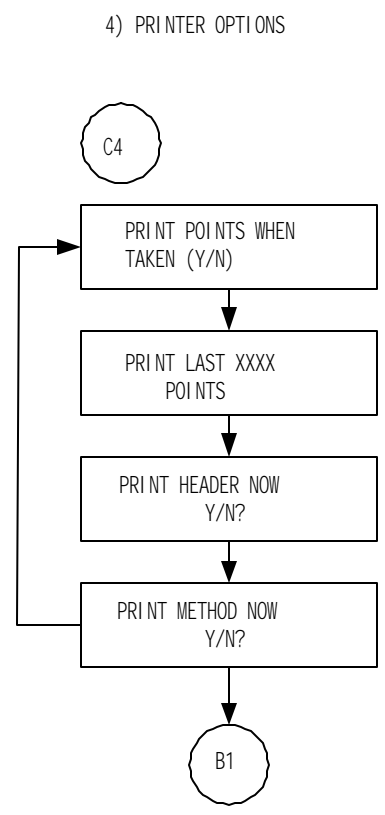 4) PRINTER OPTIONS
C4
PRINT POINTS WHEN
TAKEN (Y/N)
PRINT LAST XXXX
POINTS
PRINT HEADER NOW
Y/N?
PRINT METHOD NOW
Y/N?
B1